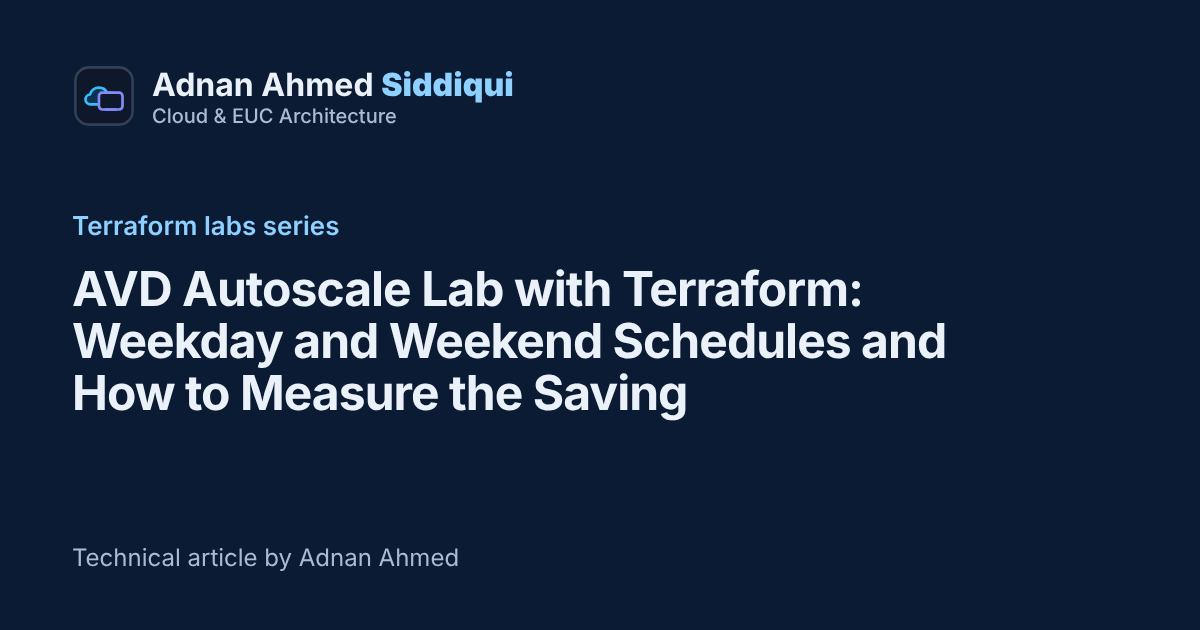 Adnan Ahmed Siddiqui
Cloud & EUC Architecture
Terraform labs series
AVD Autoscale Lab with Terraform:
Weekday and Weekend Schedules and
How to Measure the Saving
Technical article by Adnan Ahmed